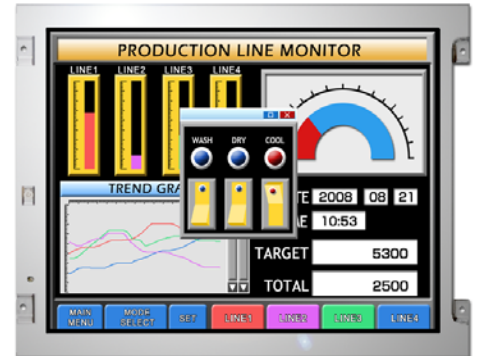 PRODUCTION LINE MONITOR
LINE1 LINE2 LINE3 LINE4
WASH DRY COOL
TREND GRA
TE 2008 08 21
10:53
TARGET 5300
TOTAL 2500
MAIN MENU
MODE SELECT
SET
LINE1
LINE2
LINE3
LINE4